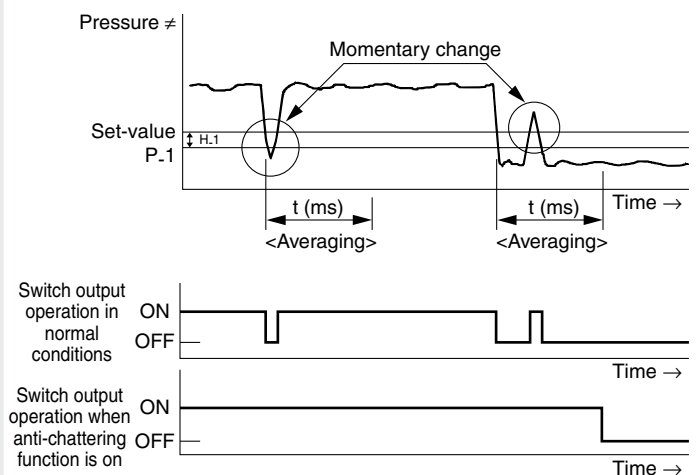 Pressure ≠
Momentary change
Set-value
H_1
P_1
t (ms)
<Averaging>
t (ms)
<Averaging>
Time →
Switch output
operation in
normal
conditions
ON
OFF
Time →
Switch output
operation when
anti-chattering
function is on
ON
OFF
Time →